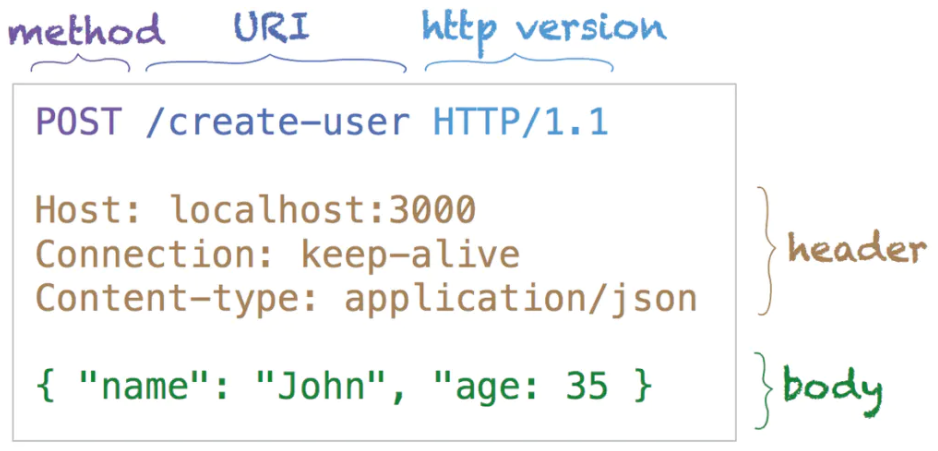 method URI http version
POST /create-user HTTP/1.1
Host: localhost:3000
Connection: keep-alive
Content-type: application/json
header
{ "name": "John", "age: 35 }
body